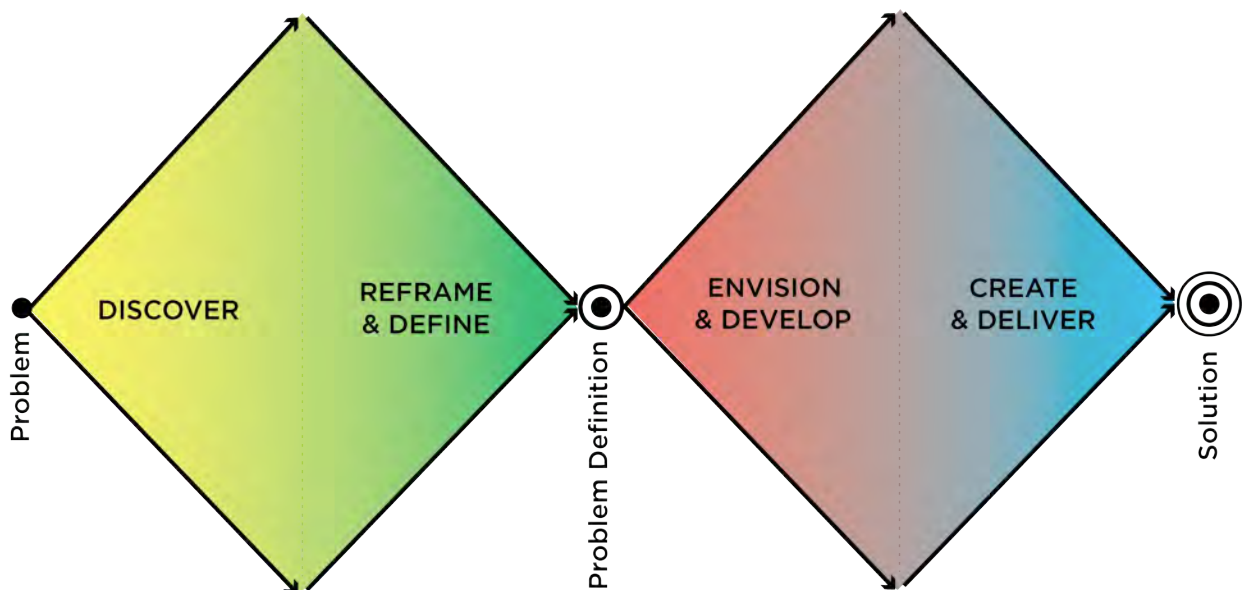 Problem
DISCOVER
REFRAME
& DEFINE
Problem Definition
ENVISION
& DEVELOP
CREATE
& DELIVER
Solution